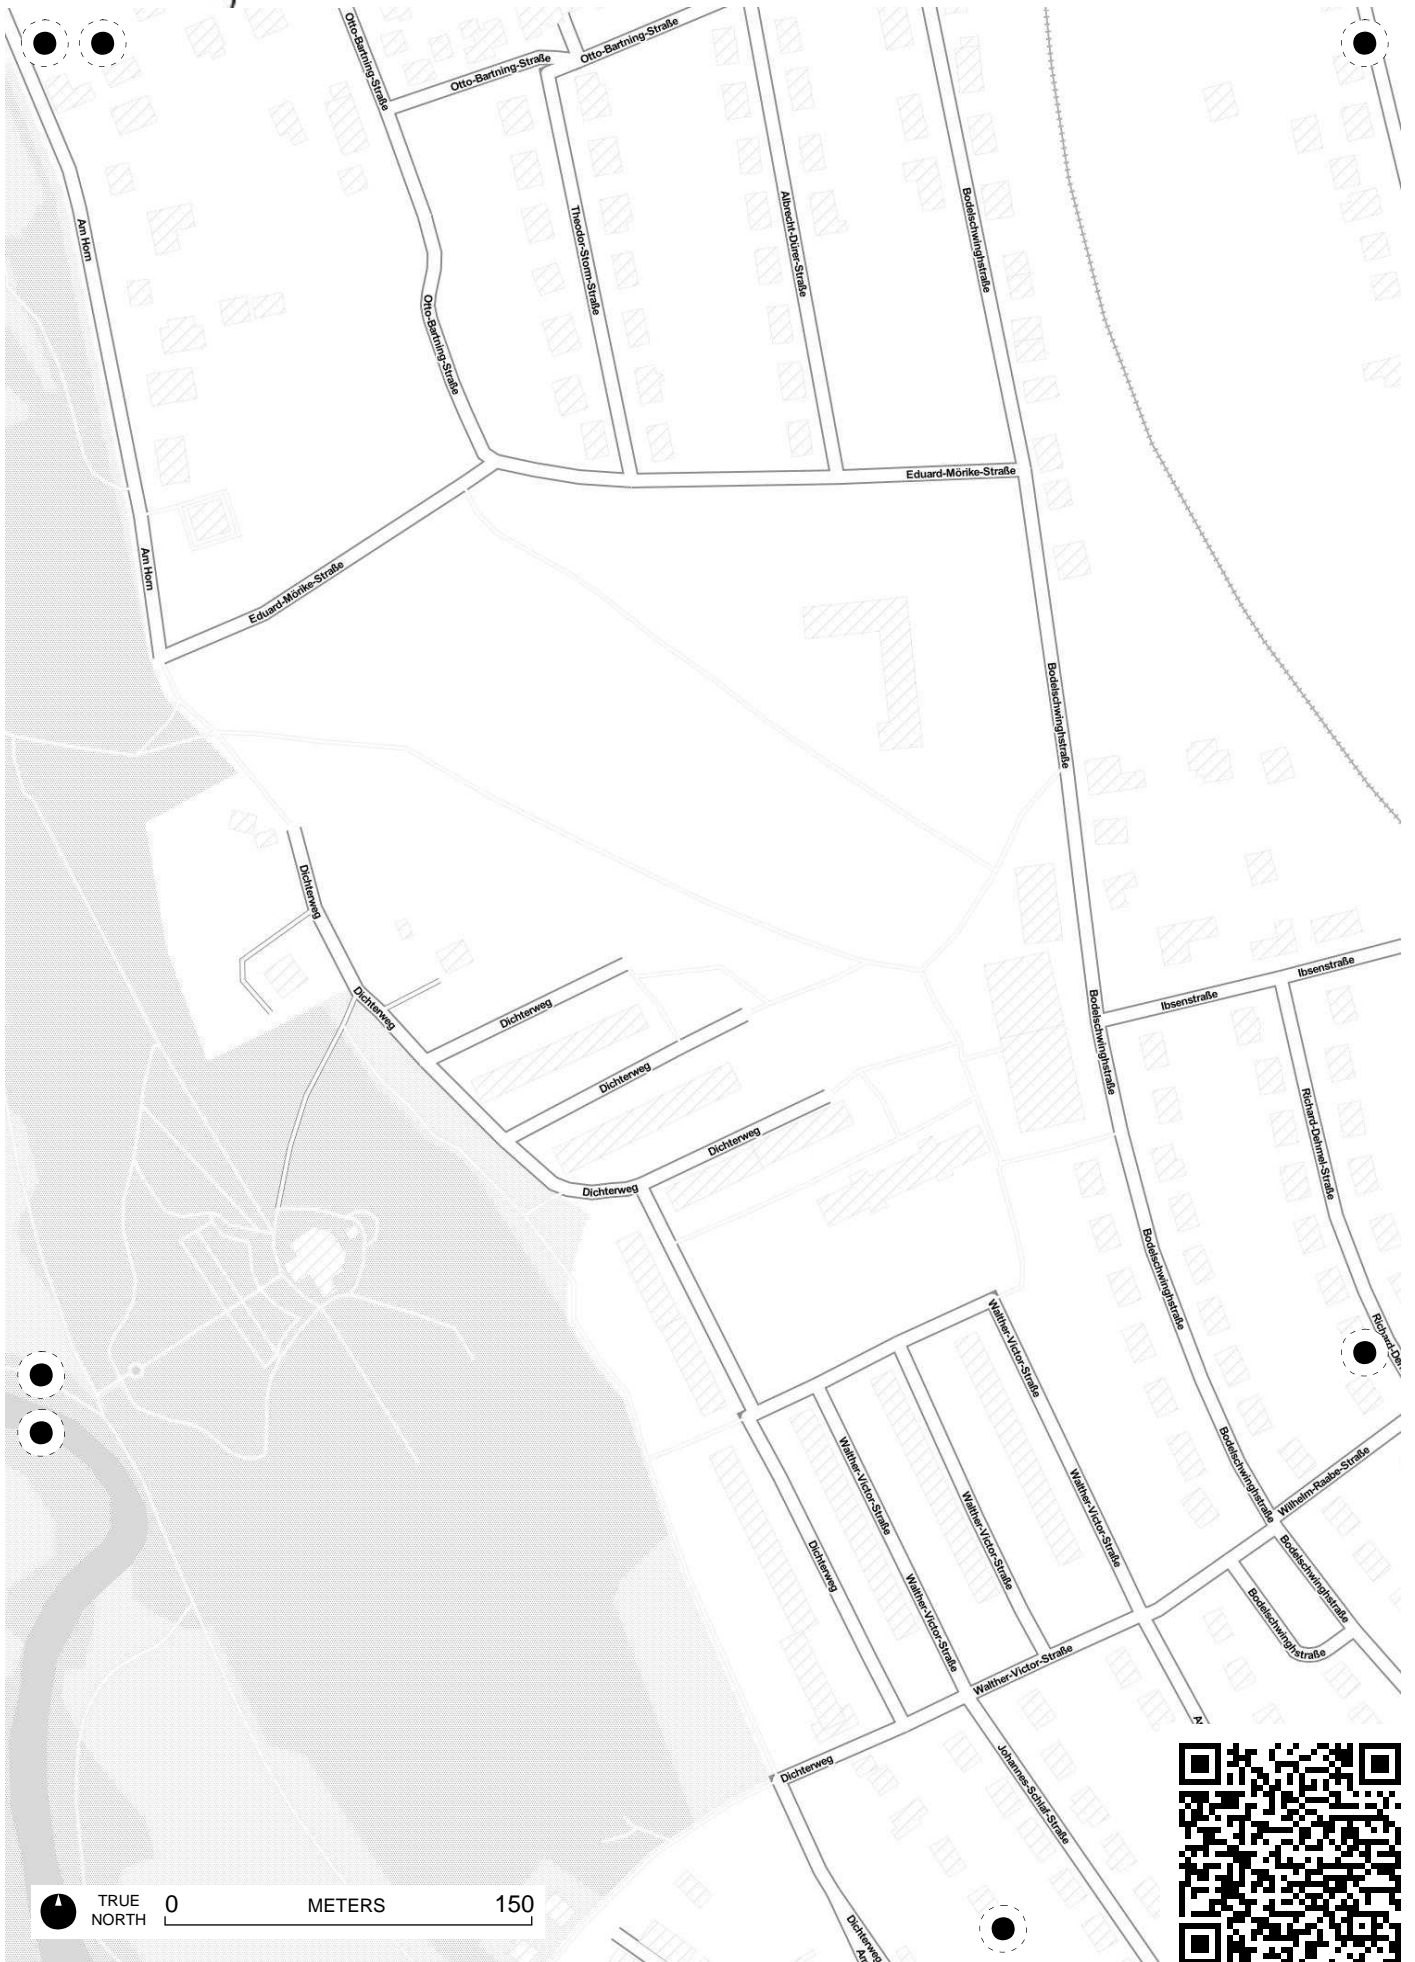 Otto-Bartning-Straße
Otto-Bartning-Straße
Otto-Bartning-Straße
Am Horn
Theodor-Storm-Straße
Albrecht-Dürer-Straße
Bodelschwinghstraße
Otto-Bartning-Straße
Eduard-Mörike-Straße
Am Horn
Eduard-Mörike-Straße
Bodelschwinghstraße
Dichterweg
Ibsenstraße
Ibsenstraße
Dichterweg
Dichterweg
Bodelschwinghstraße
Dichterweg
Richard-Dehmel-Straße
Dichterweg
Dichterweg
Bodelschwinghstraße
Walther-Victor-Straße
Richard-Deh
Walther-Victor-Straße
Bodelschwinghstraße
Wilhelm-Raabe-Straße
Walther-Victor-Straße
Walther-Victor-Straße
Dichterweg
Bodelschwinghstraße
Walther-Victor-Straße
Bodelschwinghstraße
Walther-Victor-Straße
Dichterweg
Johannes-Schlaf-Straße
Dichterweg
TRUE
NORTH
0 METERS 150